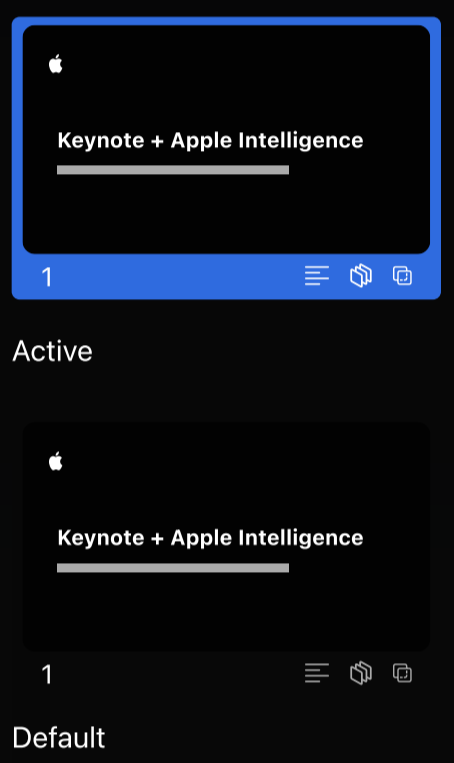 Keynote + Apple Intelligence
1
Active
Keynote + Apple Intelligence
1
Default